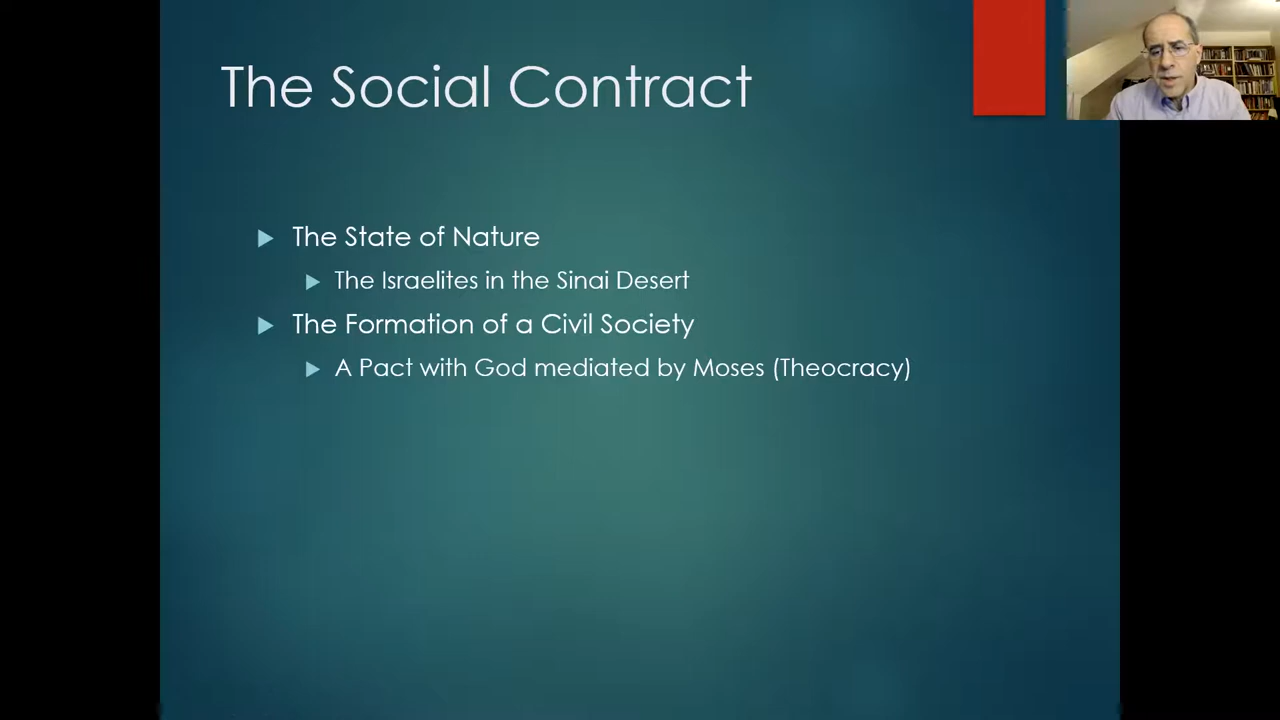 The Social Contract
The State of Nature
The Israelites in the Sinai Desert
The Formation of a Civil Society
A Pact with God mediated by Moses (Theocracy)